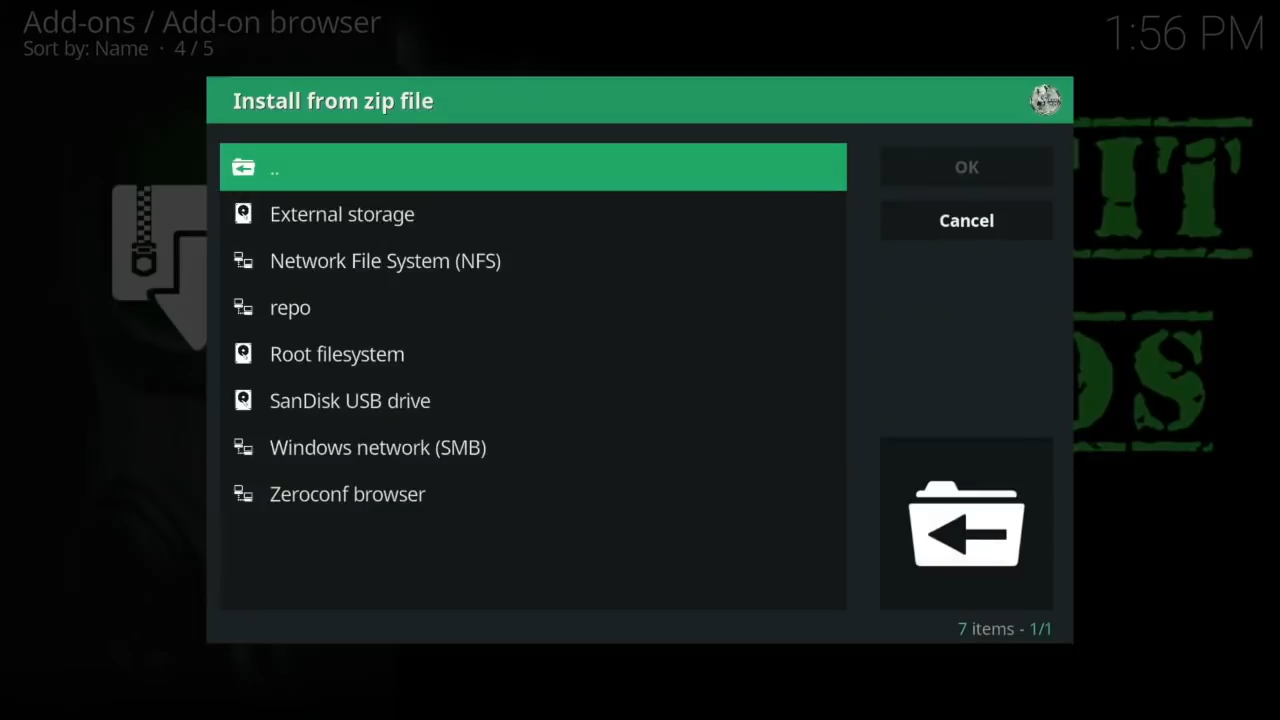 Add-ons / Add-on browser
Sort by: Name · 4 / 5
1:56 PM
Install from zip file
..
External storage
Network File System (NFS)
repo
Root filesystem
SanDisk USB drive
Windows network (SMB)
Zeroconf browser
OK
Cancel
7 items - 1/1